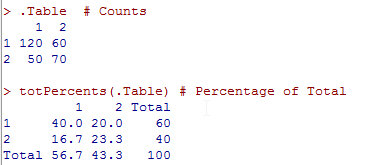 > .Table # Counts
1 2
1 120 60
2 50 70
> totPercents(.Table) # Percentage of Total
1 2 Total
1 40.0 20.0 60
2 16.7 23.3 40
Total 56.7 43.3 100